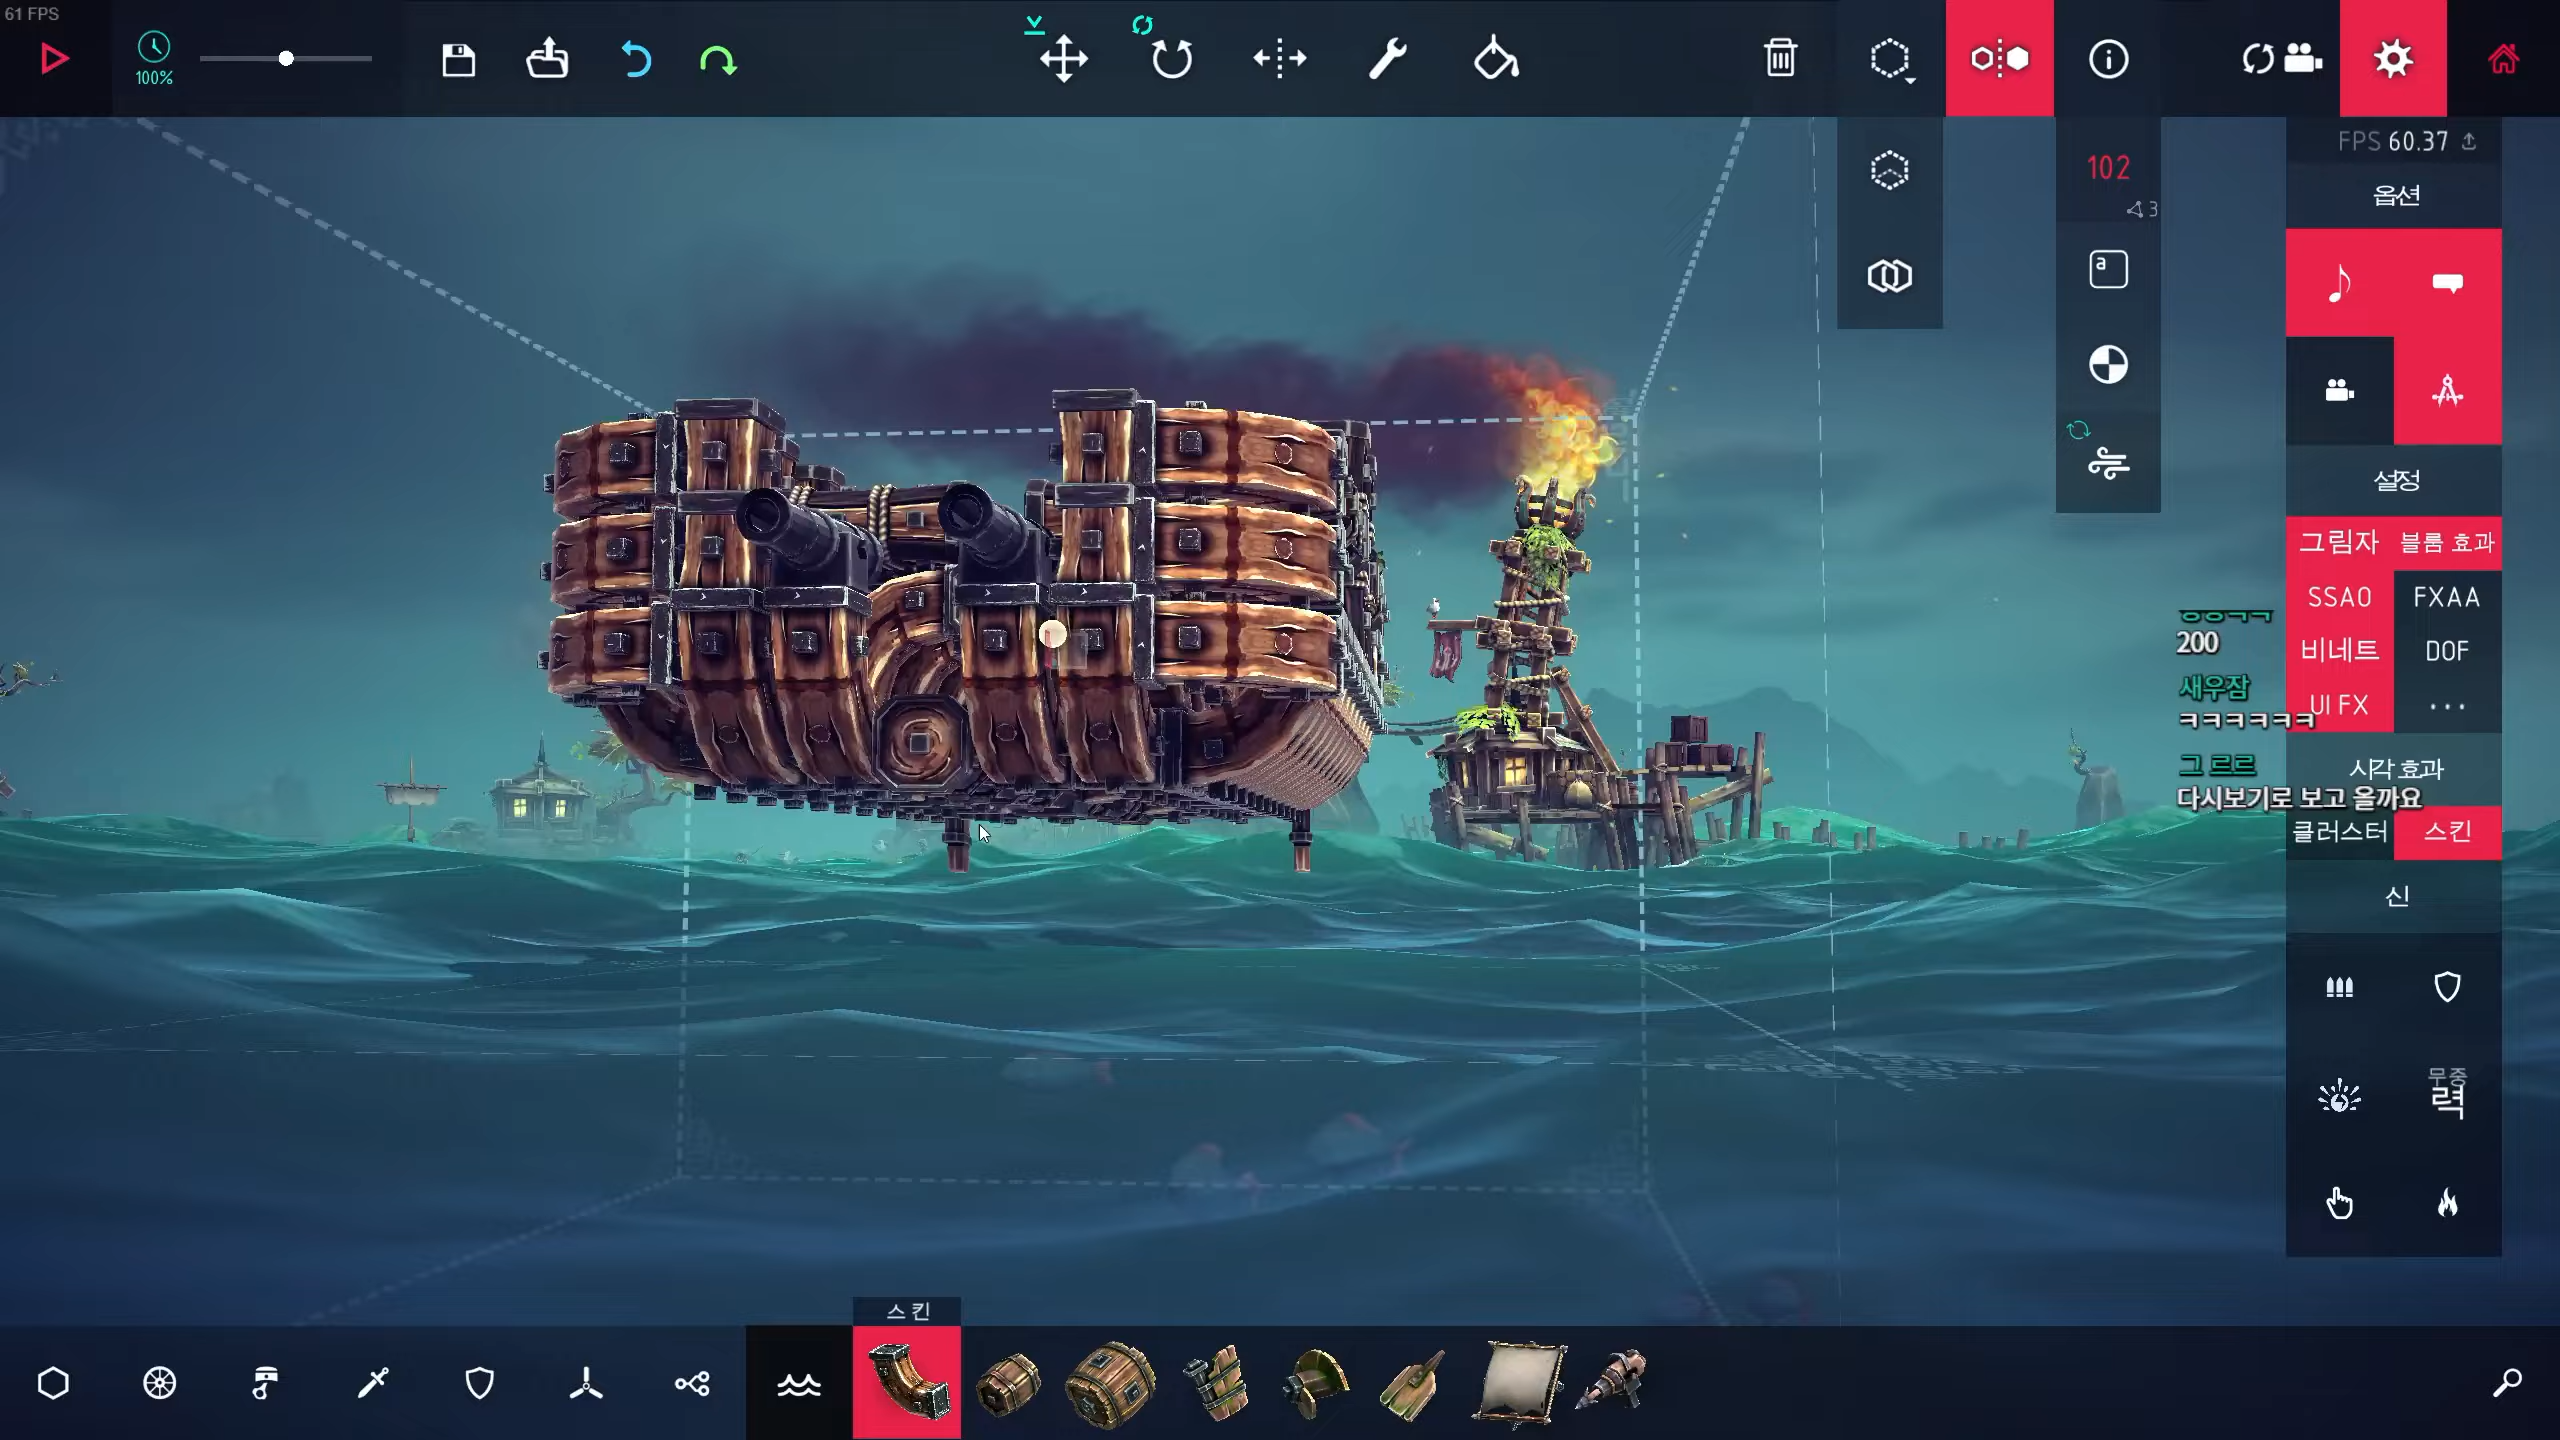 61 FPS
100%
FPS 60.37
102
3
옵션
a
설정
그림자 블룸 효과
SSAO FXAA
200
비네트 DOF
새우잠
UI FX ...
ㅋㅋㅋㅋㅋㅋ
그 르르
시각 효과
다시보기로 보고 올까요
클러스터 스킨
신
무중
력
스킨